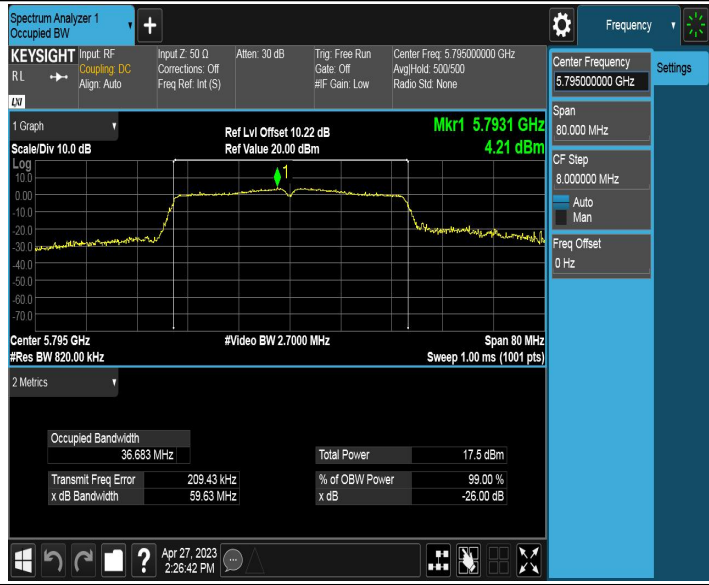 Spectrum Analyzer 1
Occupied BW
Frequency
KEYSIGHT
R L
LXI
Input: RF
Coupling: DC
Align: Auto
Input Z: 50 Ω
Corrections: Off
Freq Ref: Int (S)
Atten: 30 dB
Trig: Free Run
Gate: Off
#IF Gain: Low
Center Freq: 5.795000000 GHz
Avg|Hold: 500/500
Radio Std: None
Center Frequency
5.795000000 GHz
Settings
Span
80.000 MHz
CF Step
8.000000 MHz
Auto
Man
Freq Offset
0 Hz
1 Graph
Scale/Div 10.0 dB
Ref Lvl Offset 10.22 dB
Ref Value 20.00 dBm
Mkr1 5.7931 GHz
4.21 dBm
Log
10.0
0.00
-10.0
-20.0
-30.0
-40.0
-50.0
-60.0
-70.0
1
Center 5.795 GHz
#Res BW 820.00 kHz
#Video BW 2.7000 MHz
Span 80 MHz
Sweep 1.00 ms (1001 pts)
2 Metrics
Occupied Bandwidth
36.683 MHz
Total Power 17.5 dBm
Transmit Freq Error 209.43 kHz
% of OBW Power 99.00 %
x dB Bandwidth 59.63 MHz
x dB -26.00 dB
?
Apr 27, 2023
2:26:42 PM